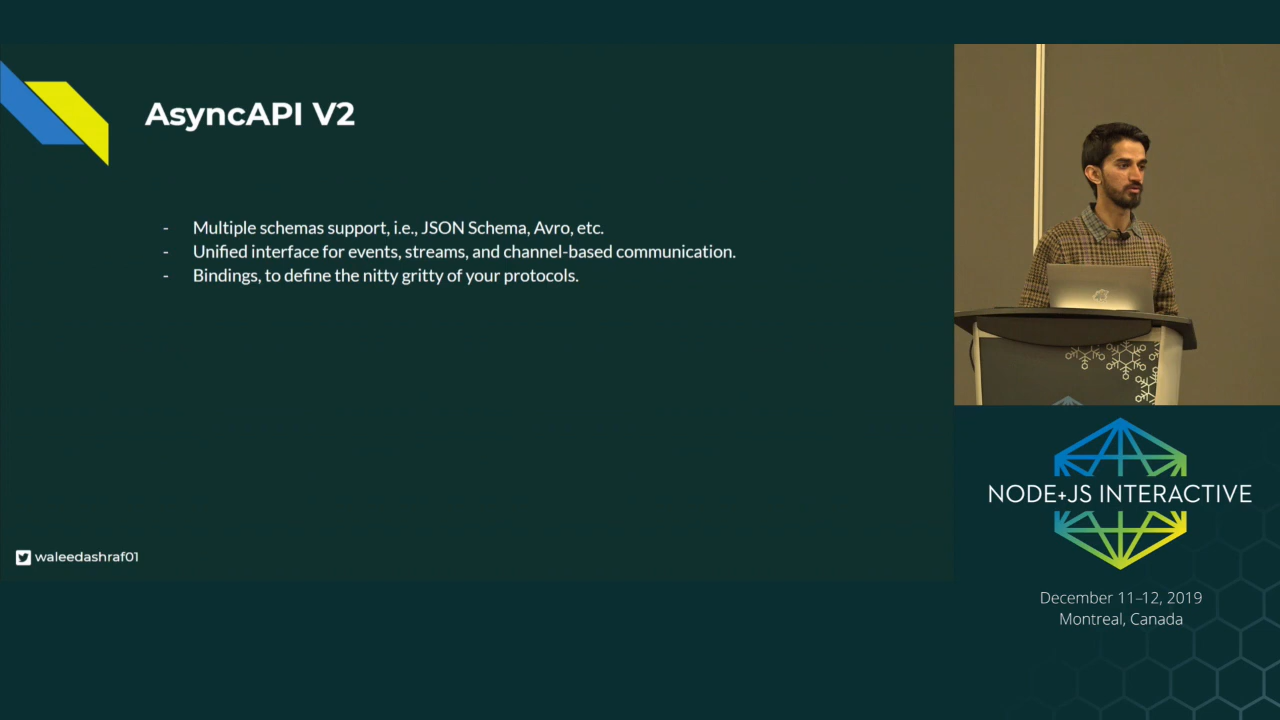 AsyncAPI V2
- Multiple schemas support, i.e., JSON Schema, Avro, etc.
- Unified interface for events, streams, and channel-based communication.
- Bindings, to define the nitty gritty of your protocols.
waleedashraf01
NODE+JS INTERACTIVE
December 11–12, 2019
Montreal, Canada